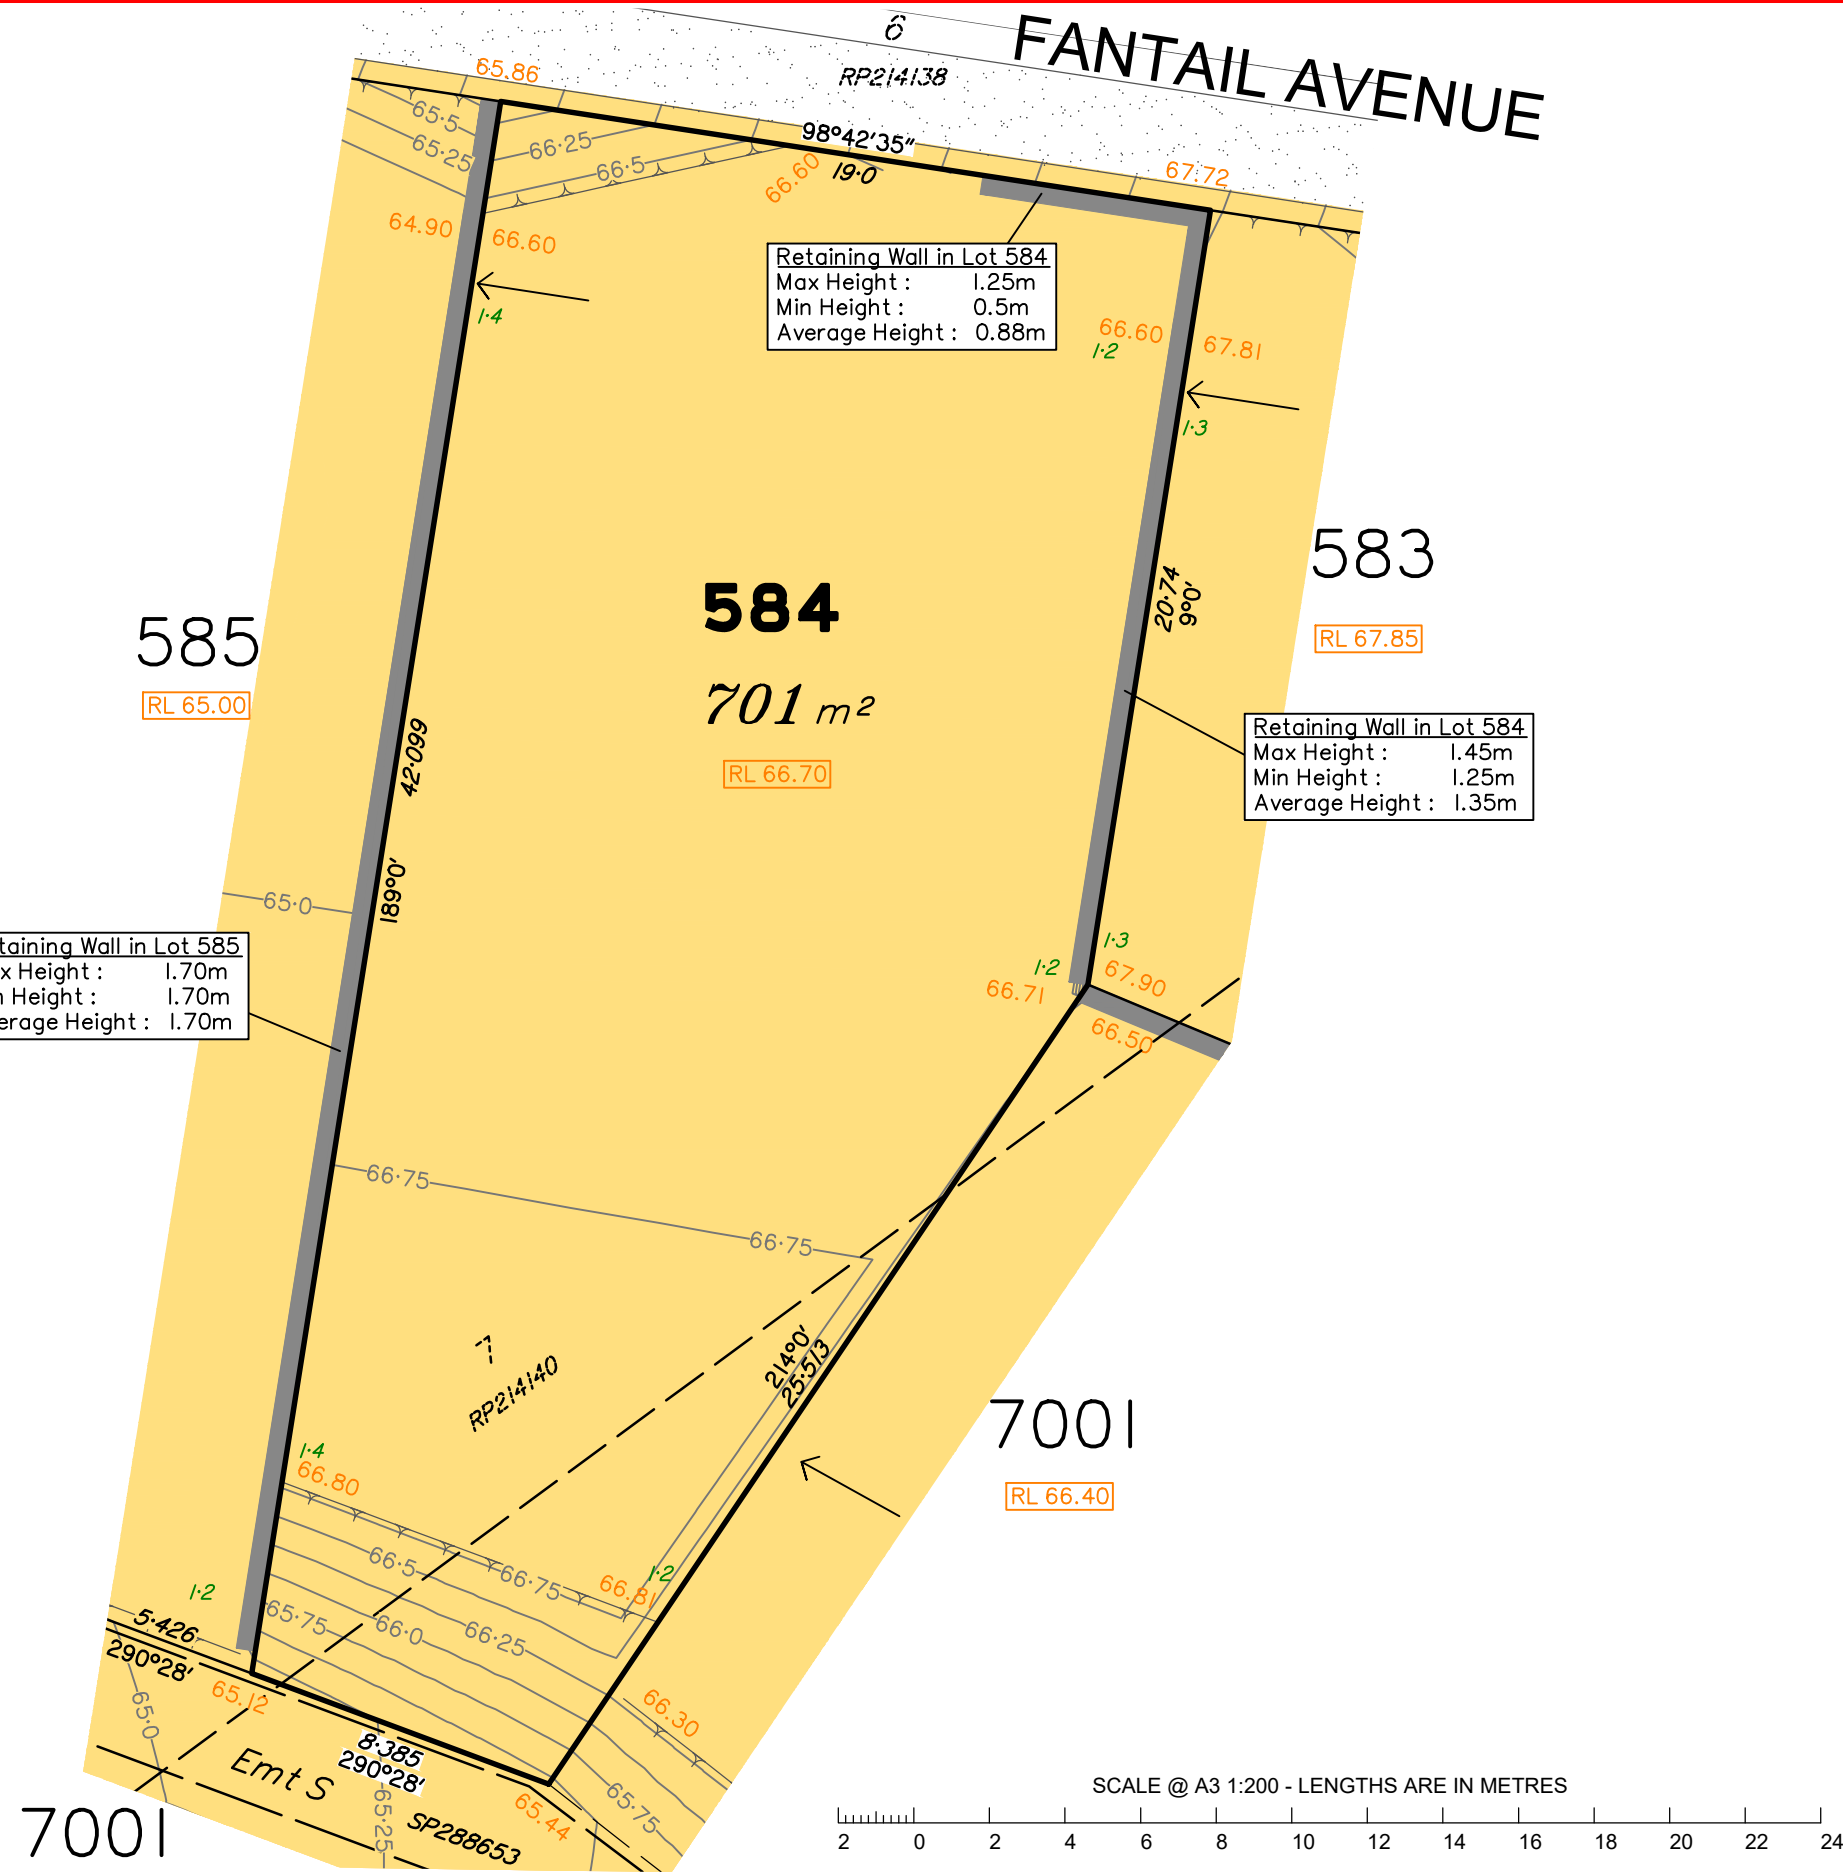 FANTAIL AVENUE
6
RP214138
65.86
65·5
65·25
66·25
66·5
98°42'35"
19·0
66.60
67.72
64.90
66.60
Retaining Wall in Lot 584
Max Height : 1.25m
Min Height : 0.5m
Average Height : 0.88m
1·4
66.60
1·2
67.81
1·3
583
RL 67.85
584
701 m²
RL 66.70
585
RL 65.00
20·74
9°0'
42·099
189°0'
Retaining Wall in Lot 584
Max Height : 1.45m
Min Height : 1.25m
Average Height : 1.35m
65·0
taining Wall in Lot 585
x Height : 1.70m
n Height : 1.70m
erage Height : 1.70m
1·3
67.90
1·2
66.71
66.50
66·75
66·75
214°0'
25·513
7
RP214140
7001
RL 66.40
1·4
66.80
66·5
66·75
1·2
66.81
1·2
65·75
66·0
66·25
5·426
290°28'
65.12
65·0
66.30
8·385
290°28'
Emt S
65·25
SP288653
65.44
65·75
7001
SCALE @ A3 1:200 - LENGTHS ARE IN METRES
2 0 2 4 6 8 10 12 14 16 18 20 22 24